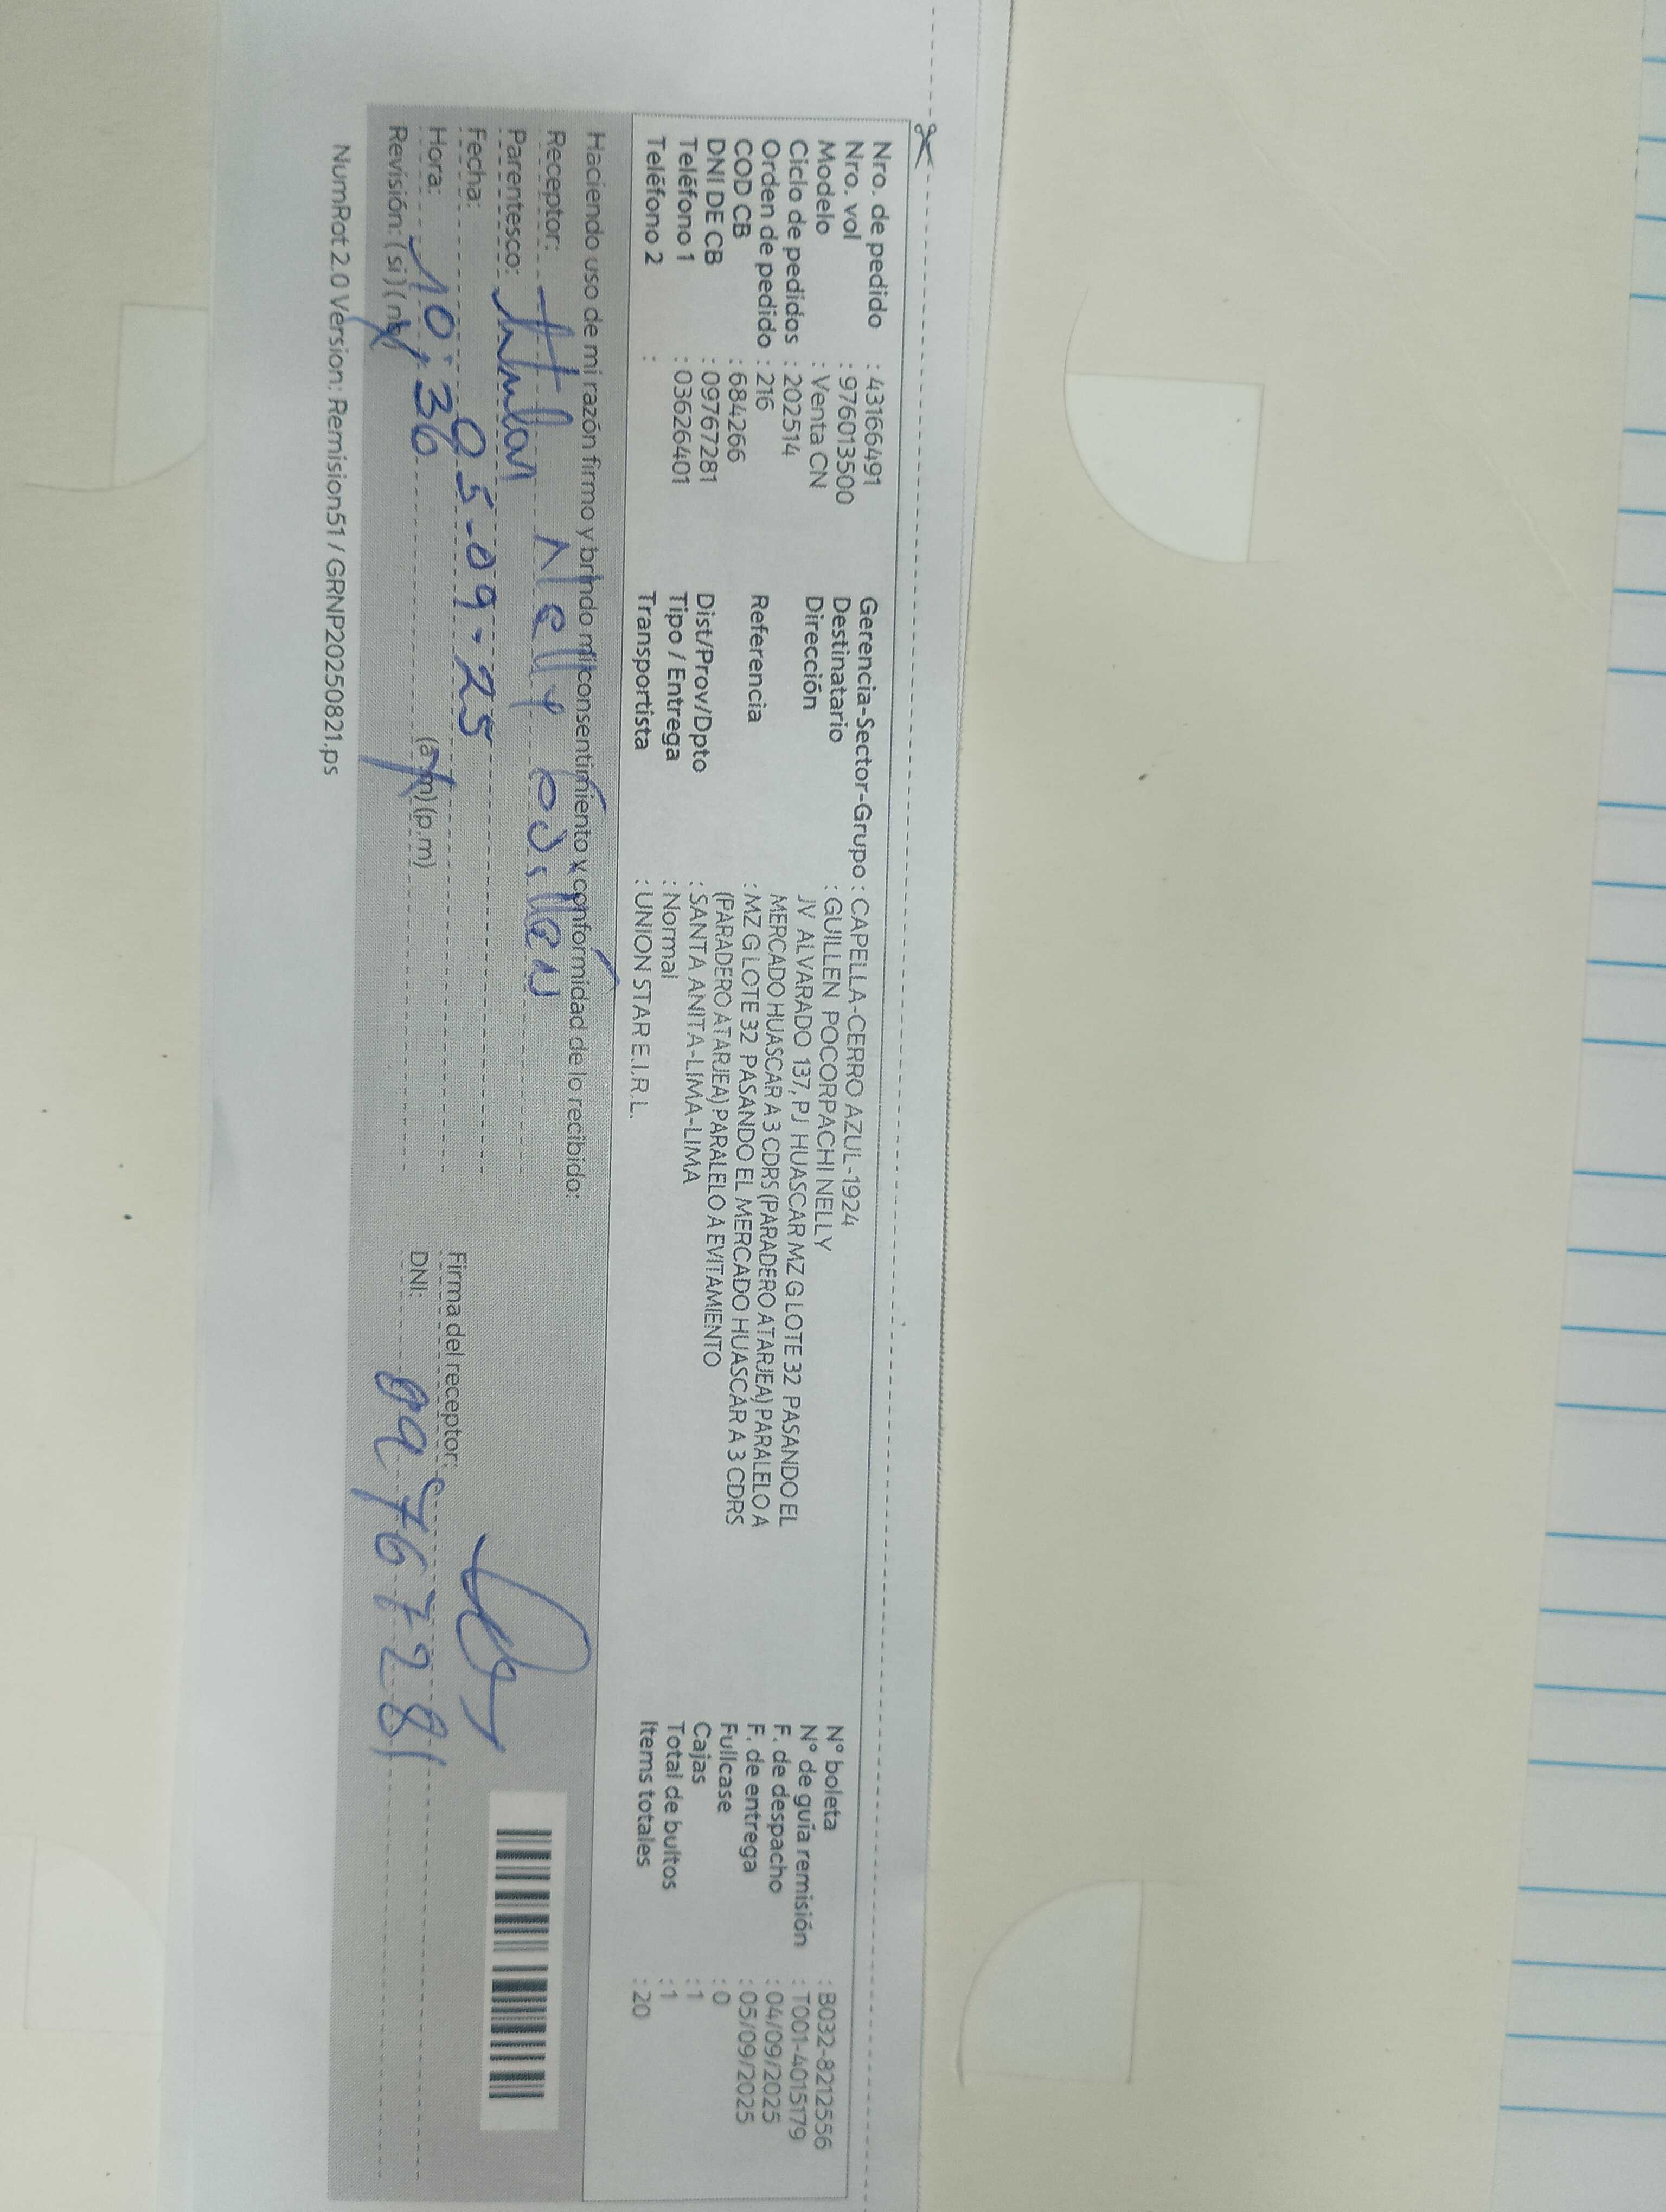 Nro. de pedido : 43166491
Nro. vol : 976013500
Modelo : Venta CN
Ciclo de pedidos : 202514
Orden de pedido : 216
COD CB : 684266
DNI DE CB : 09767281
Teléfono 1 : 03626401
Teléfono 2 :
Gerencia-Sector-Grupo : CAPELLA-CERRO AZUL-1924
Destinatario : GUILLEN POCORPACHI NELLY
Dirección JV ALVARADO 137, PJ HUASCAR MZ G LOTE 32 PASANDO EL
MERCADO HUASCAR A 3 CDRS (PARADERO ATARJEA) PARALELO A
Referencia : MZ G LOTE 32 PASANDO EL MERCADO HUASCAR A 3 CDRS
(PARADERO ATARJEA) PARALELO A EVITAMIENTO
Dist/Prov/Dpto : SANTA ANITA-LIMA-LIMA
Tipo / Entrega : Normal
Transportista : UNION STAR E.I.R.L.
N° boleta : B032-8212556
N° de guía remisión : T001-4015179
F. de despacho : 04/09/2025
F. de entrega : 05/09/2025
Fullcase : 0
Cajas : 1
Total de bultos : 1
Items totales : 20
Haciendo uso de mi razón firmo y brindo mi consentimiento y conformidad de lo recibido:
Receptor: Nelly
Parentesco: Titular
Fecha: 05-09-25
Hora: 10:36 (a.m) (p.m)
Revisión: (si) (no)
Firma del receptor:
DNI: 09767281
NumRot 2.0 Version: Remision51 / GRNP20250821.ps